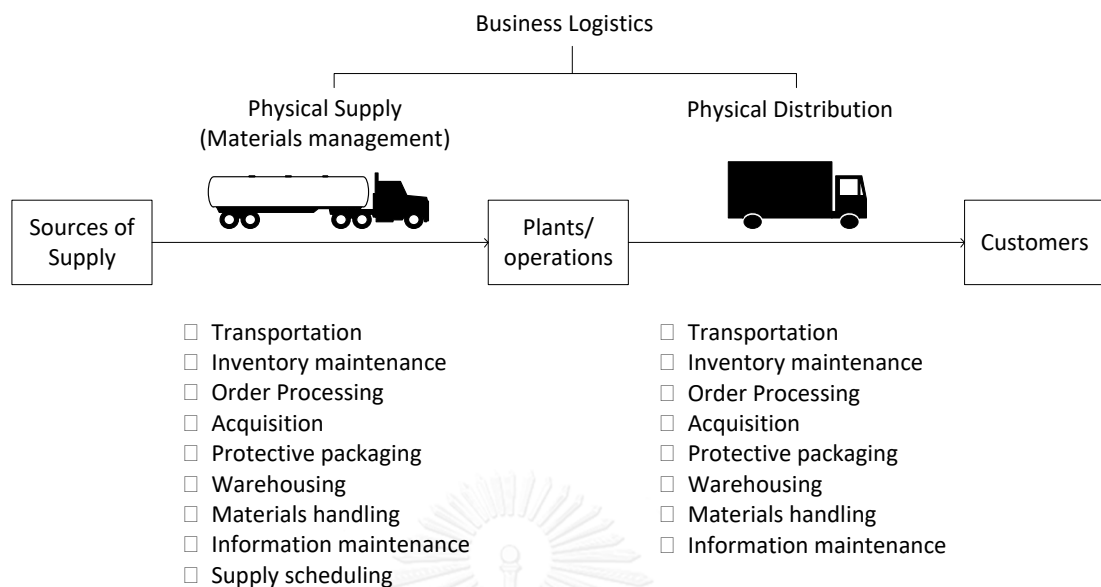 Business Logistics
Physical Supply
(Materials management)
Physical Distribution
Sources of
Supply
Plants/
operations
Customers
☐ Transportation
☐ Inventory maintenance
☐ Order Processing
☐ Acquisition
☐ Protective packaging
☐ Warehousing
☐ Materials handling
☐ Information maintenance
☐ Supply scheduling
☐ Transportation
☐ Inventory maintenance
☐ Order Processing
☐ Acquisition
☐ Protective packaging
☐ Warehousing
☐ Materials handling
☐ Information maintenance